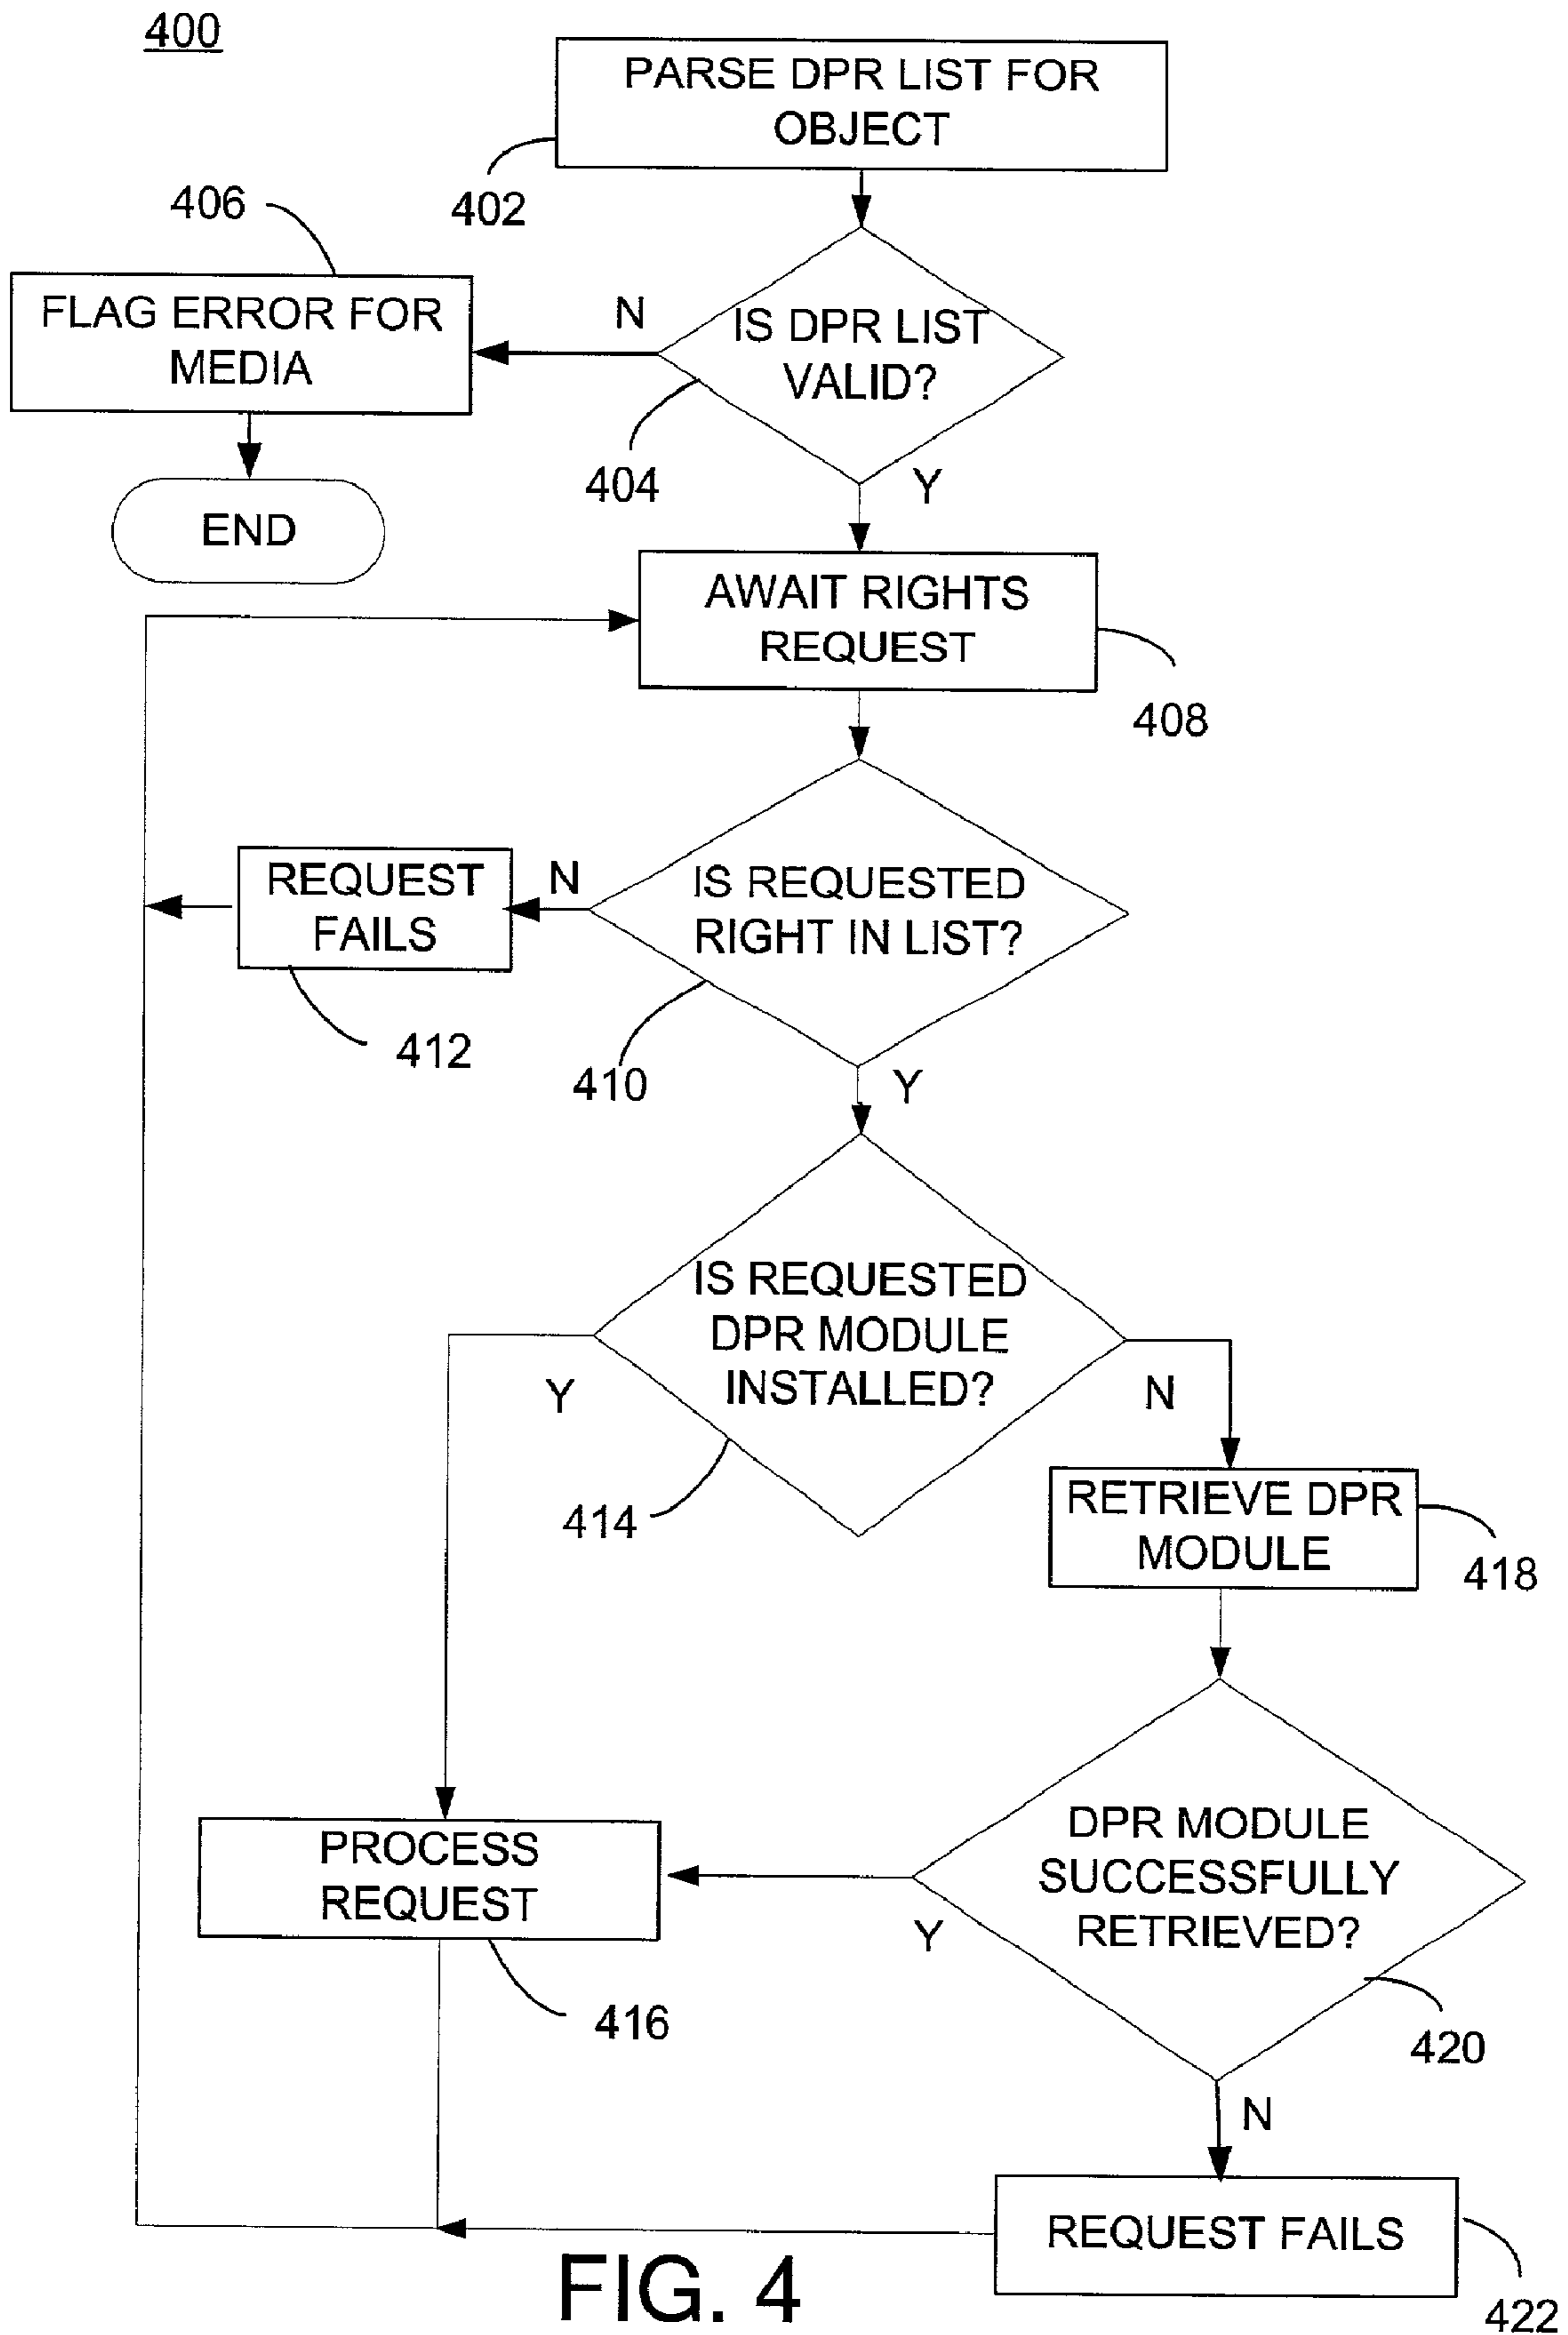 400
PARSE DPR LIST FOR
OBJECT
402
406
FLAG ERROR FOR
MEDIA
N
IS DPR LIST
VALID?
404
Y
END
AWAIT RIGHTS
REQUEST
408
REQUEST
FAILS
N
IS REQUESTED
RIGHT IN LIST?
412
410
Y
IS REQUESTED
DPR MODULE
INSTALLED?
Y
N
414
RETRIEVE DPR
MODULE
418
PROCESS
REQUEST
DPR MODULE
SUCCESSFULLY
RETRIEVED?
Y
416
420
N
REQUEST FAILS
422
FIG. 4